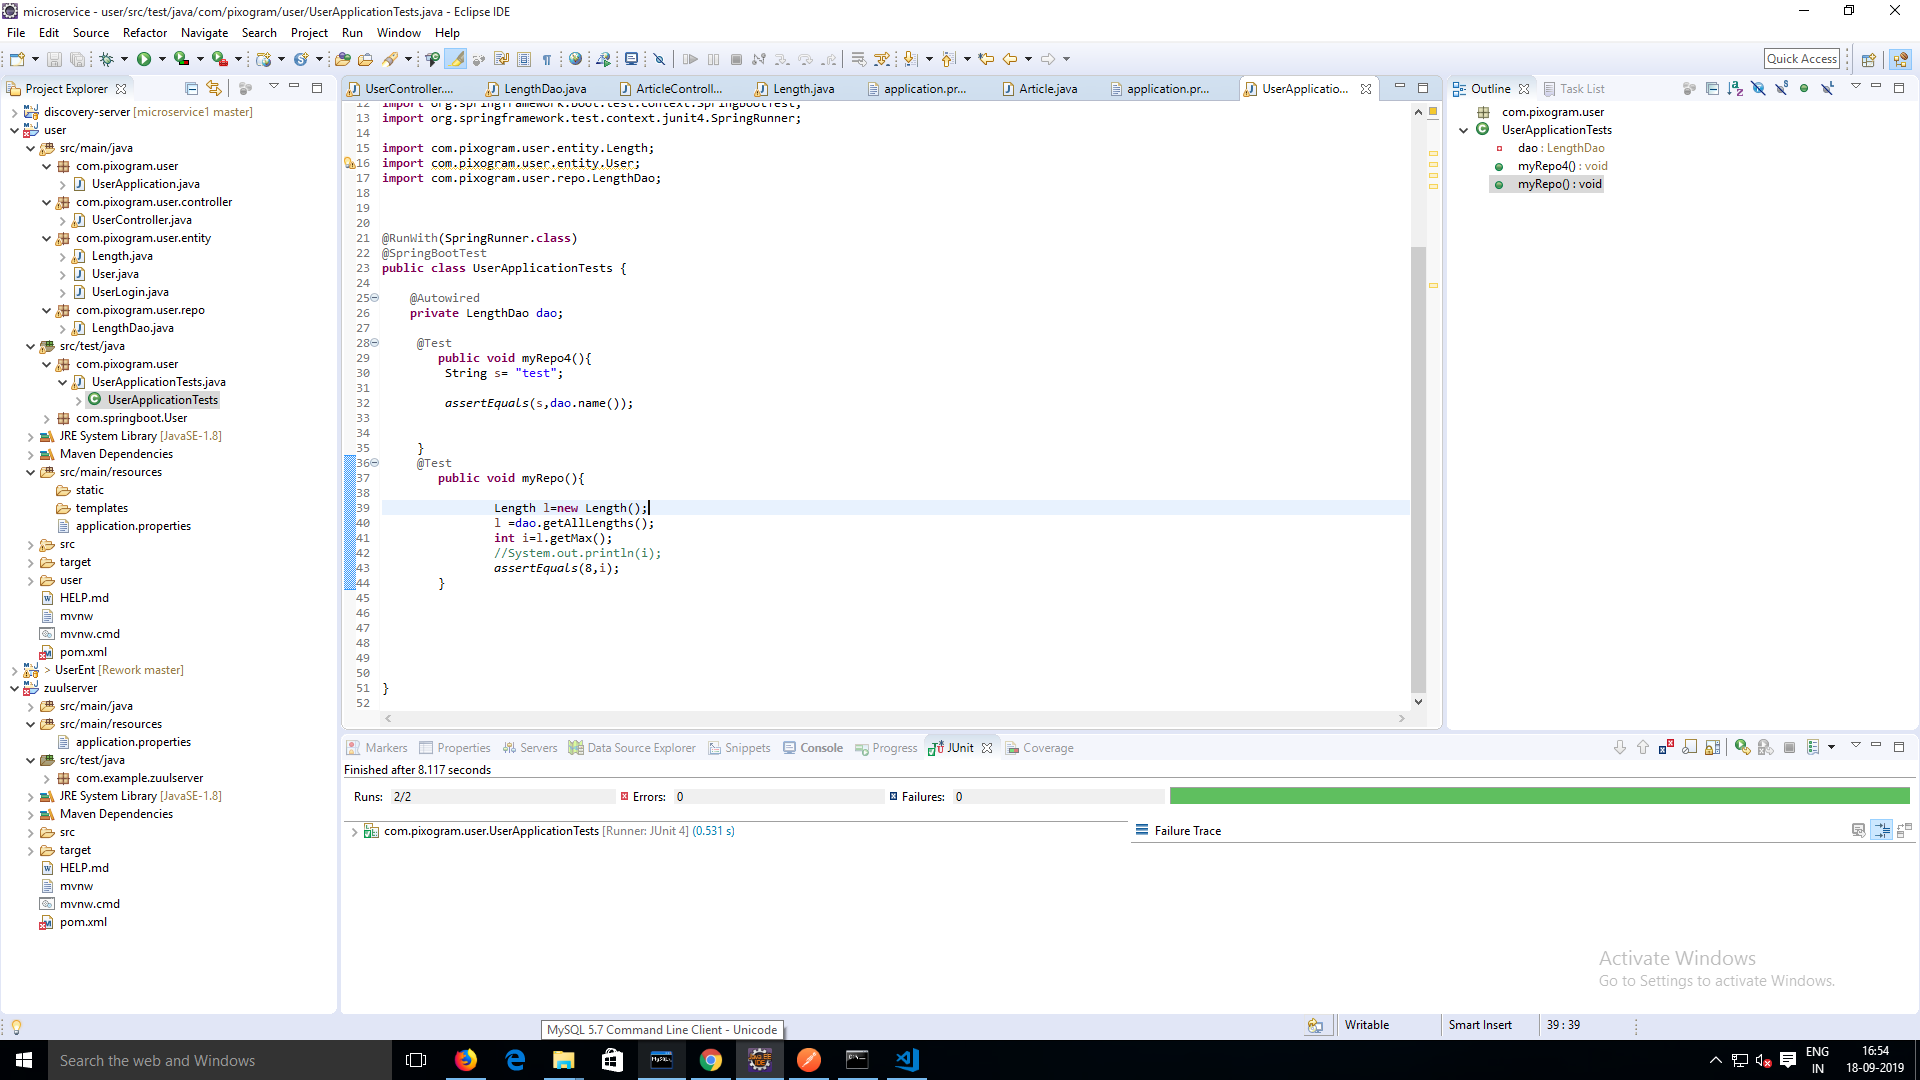 microservice - user/src/test/java/com/pixogram/user/UserApplicationTests.java - Eclipse IDE
File Edit Source Refactor Navigate Search Project Run Window Help
Quick Access
Project Explorer
discovery-server [microservice1 master]
user
src/main/java
com.pixogram.user
UserApplication.java
com.pixogram.user.controller
UserController.java
com.pixogram.user.entity
Length.java
User.java
UserLogin.java
com.pixogram.user.repo
LengthDao.java
src/test/java
com.pixogram.user
UserApplicationTests.java
UserApplicationTests
com.springboot.User
JRE System Library [JavaSE-1.8]
Maven Dependencies
src/main/resources
static
templates
application.properties
src
target
user
HELP.md
mvnw
mvnw.cmd
pom.xml
> UserEnt [Rework master]
zuulserver
src/main/java
src/main/resources
application.properties
src/test/java
com.example.zuulserver
JRE System Library [JavaSE-1.8]
Maven Dependencies
src
target
HELP.md
mvnw
mvnw.cmd
pom.xml
UserController.... LengthDao.java ArticleControll... Length.java application.pr... Article.java application.pr... UserApplicatio...
12 import org.springframework.boot.test.context.SpringBootTest;
13 import org.springframework.test.context.junit4.SpringRunner;
14
15 import com.pixogram.user.entity.Length;
16 import com.pixogram.user.entity.User;
17 import com.pixogram.user.repo.LengthDao;
18
19
20
21 @RunWith(SpringRunner.class)
22 @SpringBootTest
23 public class UserApplicationTests {
24
25 @Autowired
26 private LengthDao dao;
27
28 @Test
29 public void myRepo4(){
30 String s= "test";
31
32 assertEquals(s,dao.name());
33
34
35 }
36 @Test
37 public void myRepo(){
38
39 Length l=new Length();
40 l =dao.getAllLengths();
41 int i=l.getMax();
42 //System.out.println(i);
43 assertEquals(8,i);
44 }
45
46
47
48
49
50
51 }
52
Outline Task List
com.pixogram.user
UserApplicationTests
dao : LengthDao
myRepo4() : void
myRepo() : void
Markers Properties Servers Data Source Explorer Snippets Console Progress JUnit Coverage
Finished after 8.117 seconds
Runs: 2/2 Errors: 0 Failures: 0
com.pixogram.user.UserApplicationTests [Runner: JUnit 4] (0.531 s)
Failure Trace
Activate Windows
Go to Settings to activate Windows.
Writable Smart Insert 39 : 39
MySQL 5.7 Command Line Client - Unicode
Search the web and Windows
ENG
IN
16:54
18-09-2019